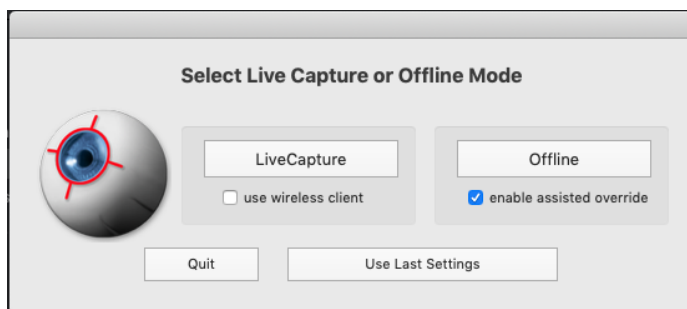 Select Live Capture or Offline Mode
LiveCapture
Offline
use wireless client
enable assisted override
Quit
Use Last Settings